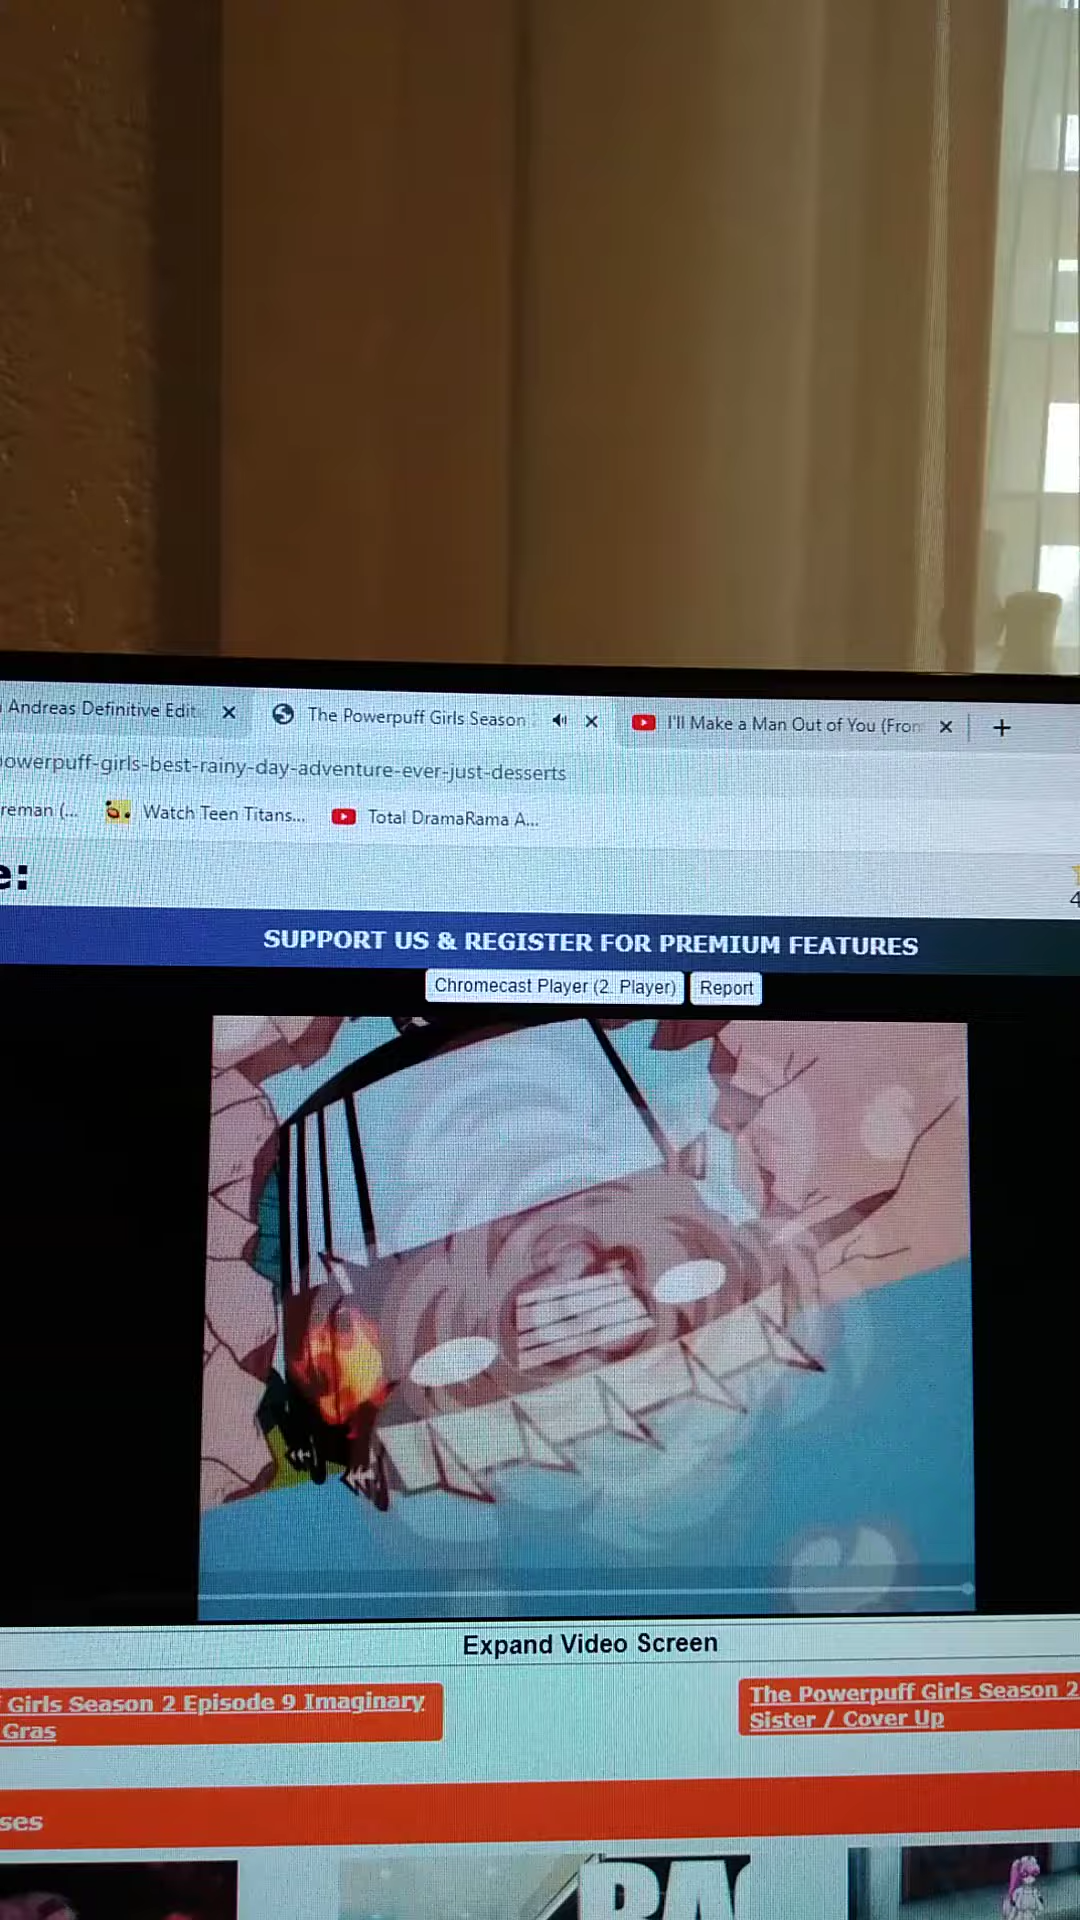 Andreas Definitive Edit
The Powerpuff Girls Season
I'll Make a Man Out of You (Fron
owerpuff-girls-best-rainy-day-adventure-ever-just-desserts
reman (...
Watch Teen Titans...
Total DramaRama A...
e:
4
SUPPORT US & REGISTER FOR PREMIUM FEATURES
Chromecast Player (2. Player)
Report
Expand Video Screen
Girls Season 2 Episode 9 Imaginary
Gras
The Powerpuff Girls Season 2
Sister / Cover Up
ses